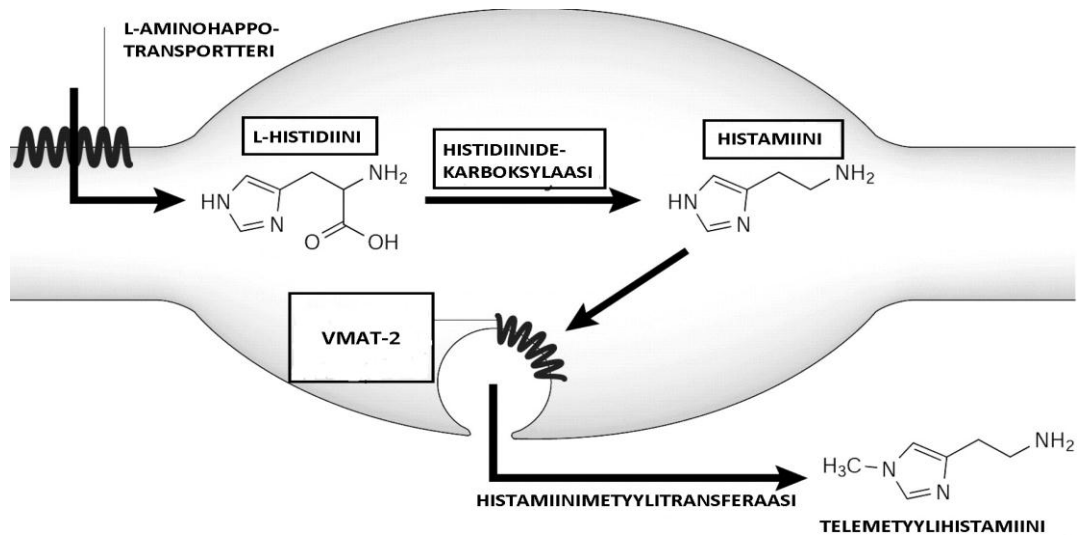 L-AMINOHAPPO-
TRANSPORTTERI
L-HISTIDIINI
HISTIDIINIDE-
KARBOKSYLAASI
HISTAMIINI
NH₂
HN
N
O
OH
NH₂
HN
N
VMAT-2
HISTAMIINIMETYYLITRANSFERAASI
NH₂
H₃C
N
N
TELEMETYYLIHISTAMIINI